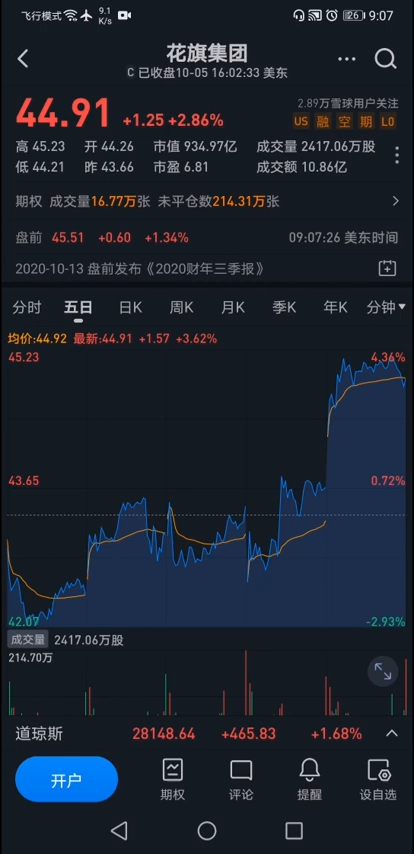 飞行模式 9.1 K/s 26 9:07
花旗集团
C 已收盘10-05 16:02:33 美东
44.91 +1.25 +2.86%
2.89万雪球用户关注
US 融 空 期 L0
高 45.23 开 44.26 市值 934.97亿 成交量 2417.06万股
低 44.21 昨 43.66 市盈 6.81 成交额 10.86亿
期权 成交量16.77万张 未平仓数214.31万张
盘前 45.51 +0.60 +1.34% 09:07:26 美东时间
2020-10-13 盘前发布《2020财年三季报》
分时 五日 日K 周K 月K 季K 年K 分钟
均价:44.92 最新:44.91 +1.57 +3.62%
45.23 4.36%
43.65 0.72%
42.07 -2.93%
成交量 2417.06万股
214.70万
道琼斯 28148.64 +465.83 +1.68%
开户 期权 评论 提醒 设自选